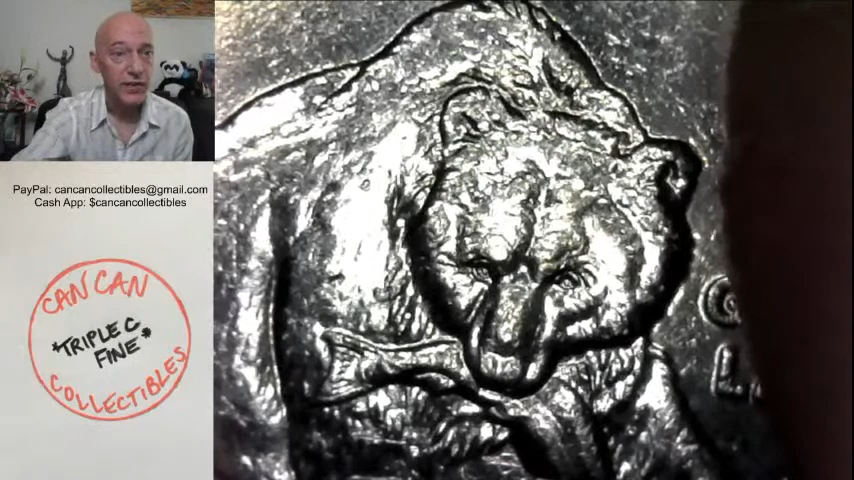 PayPal: cancancollectibles@gmail.com
Cash App: $cancancollectibles
CAN CAN
*TRIPLE C*
FINE
COLLECTIBLES